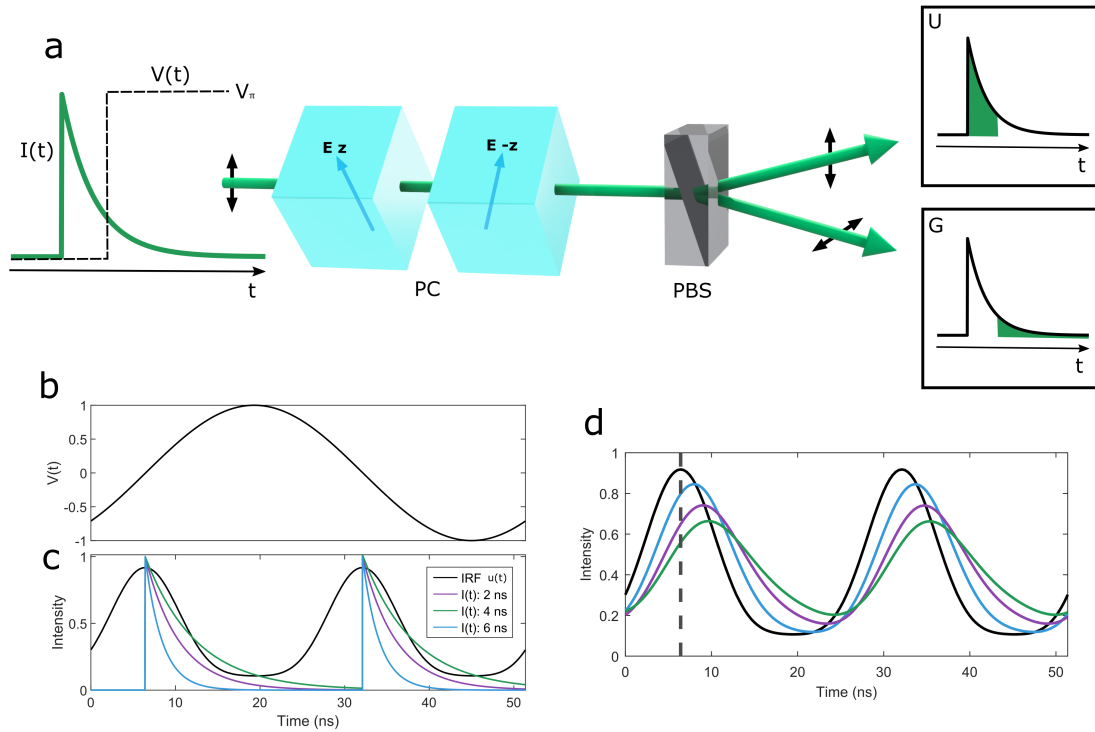 a
V(t)
Vπ
I(t)
t
E z
E -z
PC
PBS
U
t
G
t
b
1
0.5
0
-0.5
-1
V(t)
c
1
0.5
0
Intensity
IRF u(t)
I(t): 2 ns
I(t): 4 ns
I(t): 6 ns
0 10 20 30 40 50
Time (ns)
d
1
0.8
0.6
0.4
0.2
0
Intensity
0 10 20 30 40 50
Time (ns)